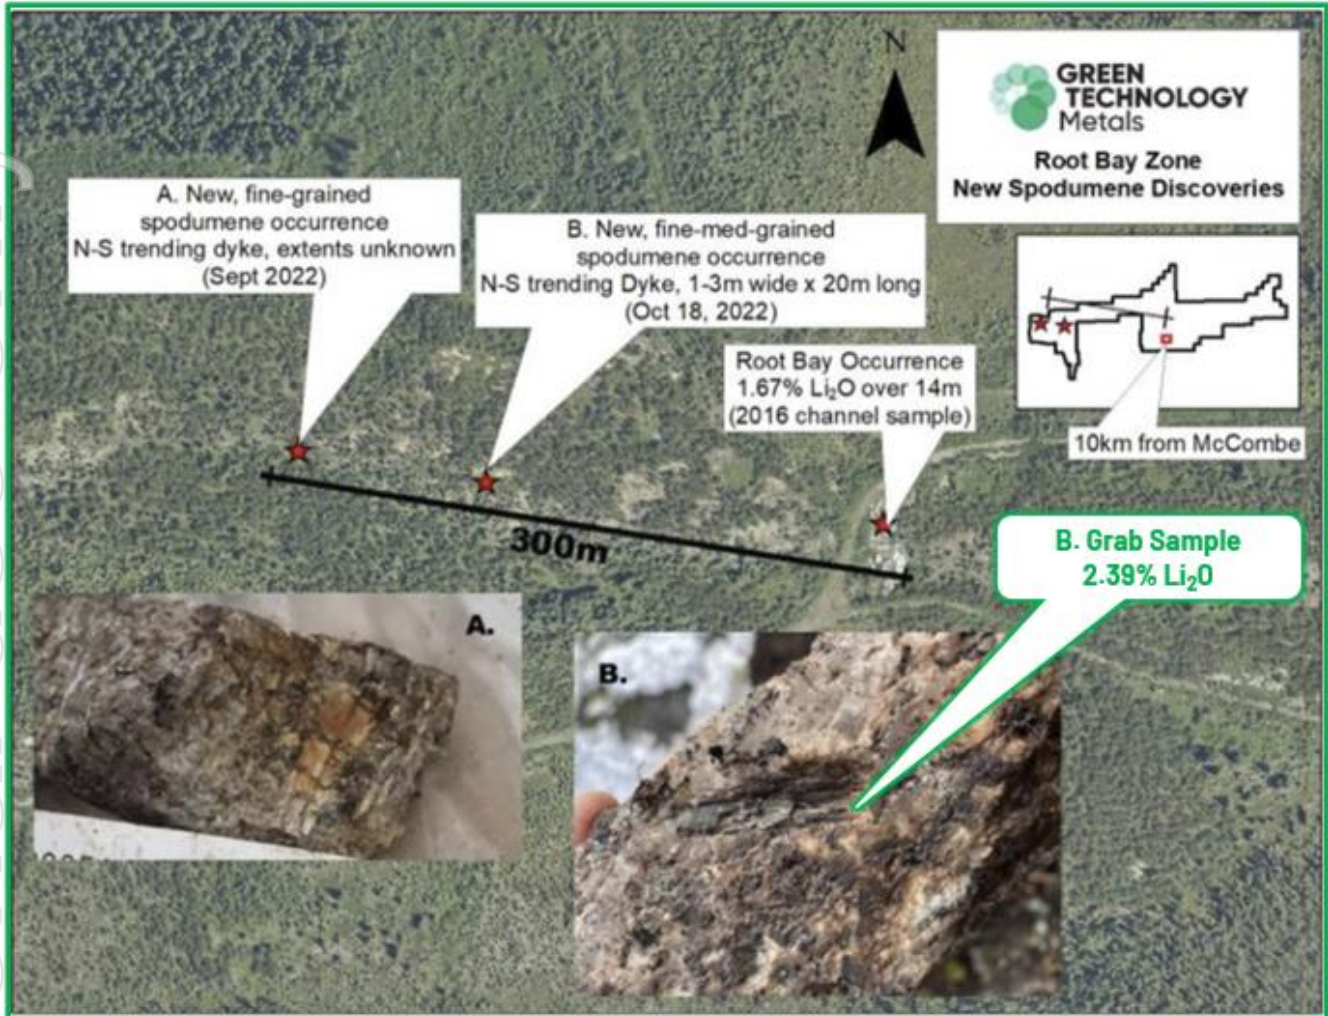 N
GREEN
TECHNOLOGY
Metals
Root Bay Zone
New Spodumene Discoveries
A. New, fine-grained
spodumene occurrence
N-S trending dyke, extents unknown
(Sept 2022)
B. New, fine-med-grained
spodumene occurrence
N-S trending Dyke, 1-3m wide x 20m long
(Oct 18, 2022)
Root Bay Occurrence
1.67% Li₂O over 14m
(2016 channel sample)
10km from McCombe
300m
B. Grab Sample
2.39% Li₂O
A.
B.